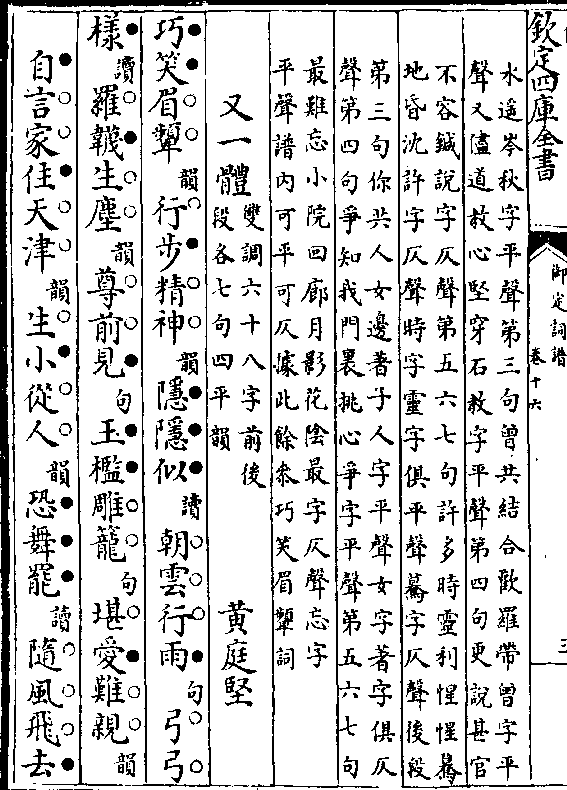 欽定四庫全書
御定詞譜
卷十六
三
水遥岑秋字平聲第三句曾共結合歡羅帶曾字平
聲又儘道教心堅穿石教字平聲第四句更說甚官
不容鍼說字仄聲第五六七句許多時靈利惺惺驀
地昏沈許字仄聲時字靈字俱平聲驀字仄聲後段
第三句你共人女邊著子人字平聲女字著字俱仄
聲第四句爭知我門裏挑心爭字平聲第五六七句
最難忘小院回廊月影花陰最字仄聲忘字
平聲譜内可平可仄據此餘叅巧笑眉顰詞
又一體 雙調六十八字前後
段各七句四平韻 黄庭堅
巧笑眉顰韻行步精神韻隱隱似讀朝雲行雨句弓弓
樣讀羅韈生塵韻尊前見句玉檻雕籠句堪愛難親韻
自言家住天津韻生小從人韻恐舞罷讀隨風飛去